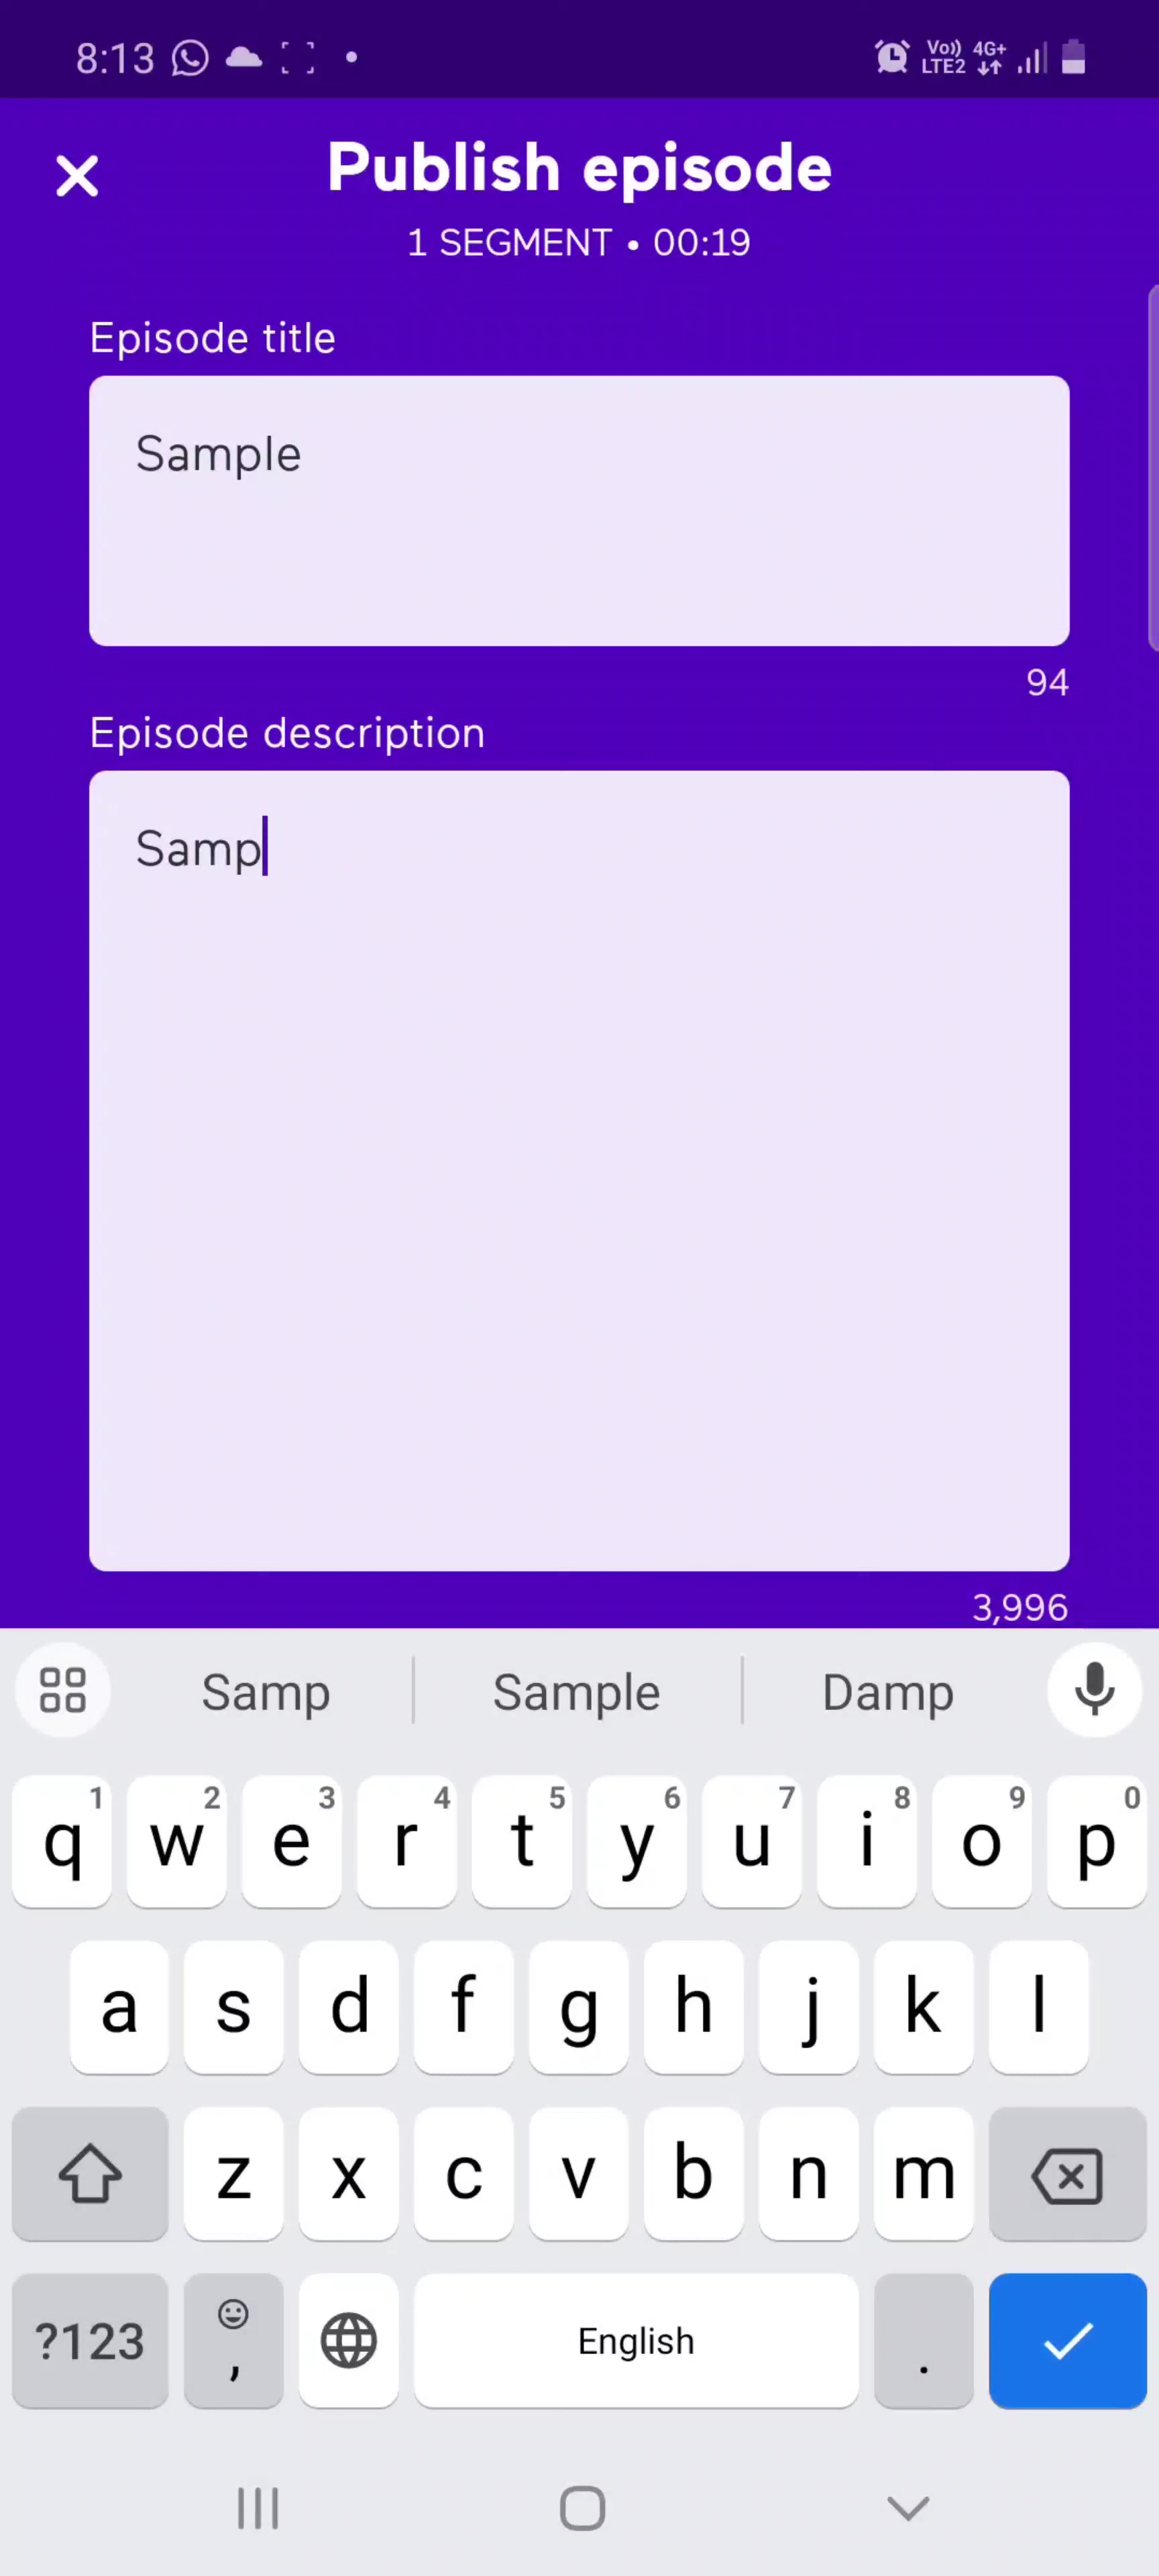 8:13 Vo)) LTE2 4G+
Publish episode
1 SEGMENT • 00:19
Episode title
Sample
94
Episode description
Samp
3,996
Samp Sample Damp
1 2 3 4 5 6 7 8 9 0
q w e r t y u i o p
a s d f g h j k l
z x c v b n m
?123 , English .